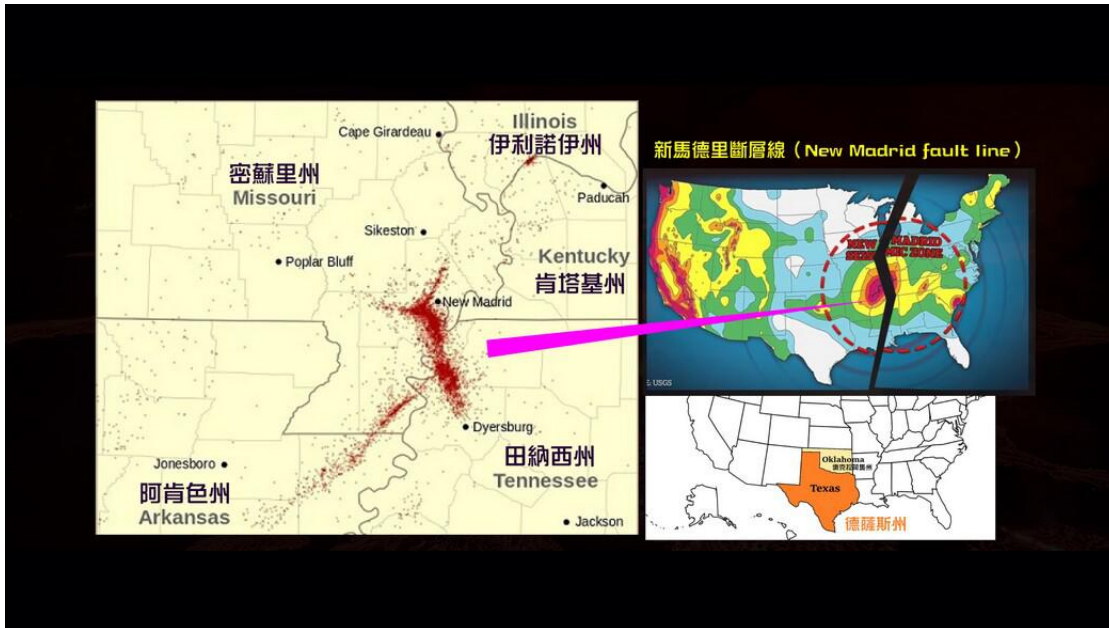 Illinois
伊利諾伊州
Cape Girardeau
密蘇里州
Missouri
Paducah
Sikeston
Kentucky
肯塔基州
Poplar Bluff
New Madrid
Dyersburg
田納西州
Tennessee
Jonesboro
阿肯色州
Arkansas
Jackson
新馬德里斷層線（New Madrid fault line）
NEW MADRID
SEISMIC ZONE
USGS
Oklahoma
Texas
德薩斯州